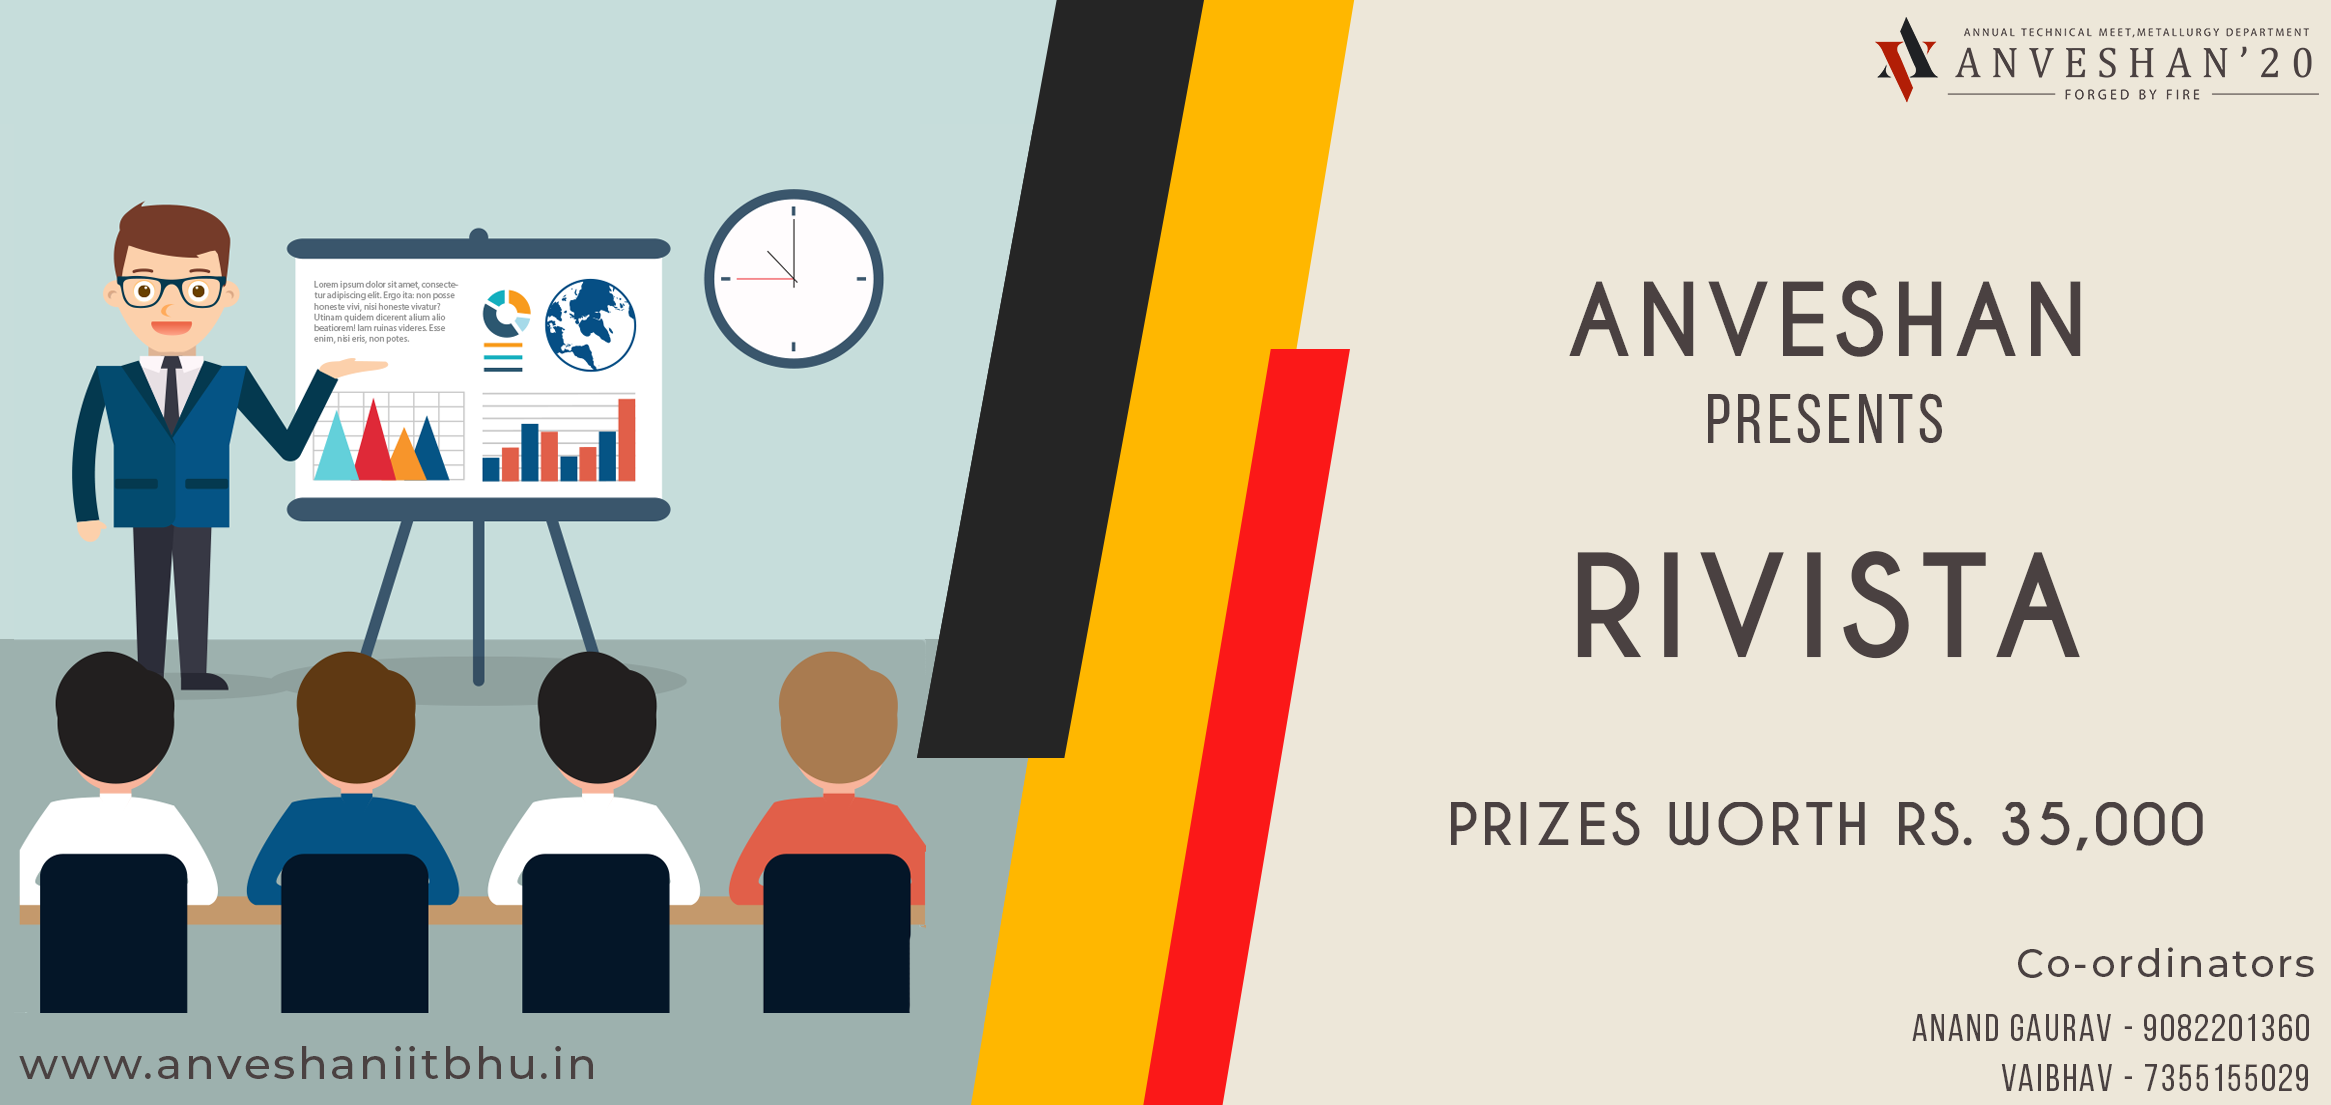 ANNUAL TECHNICAL MEET,METALLURGY DEPARTMENT
ANVESHAN'20
FORGED BY FIRE
Lorem ipsum dolor sit amet, consecte-
tur adipiscing elit. Ergo ita: non posse
honeste vivi, nisi honeste vivatur?
Utinam quidem dicerent alium alio
beatiorem! Iam ruinas videres. Esse
enim, nisi eris, non potes.
ANVESHAN
PRESENTS
RIVISTA
PRIZES WORTH RS. 35,000
Co-ordinators
ANAND GAURAV - 9082201360
VAIBHAV - 7355155029
www.anveshaniitbhu.in